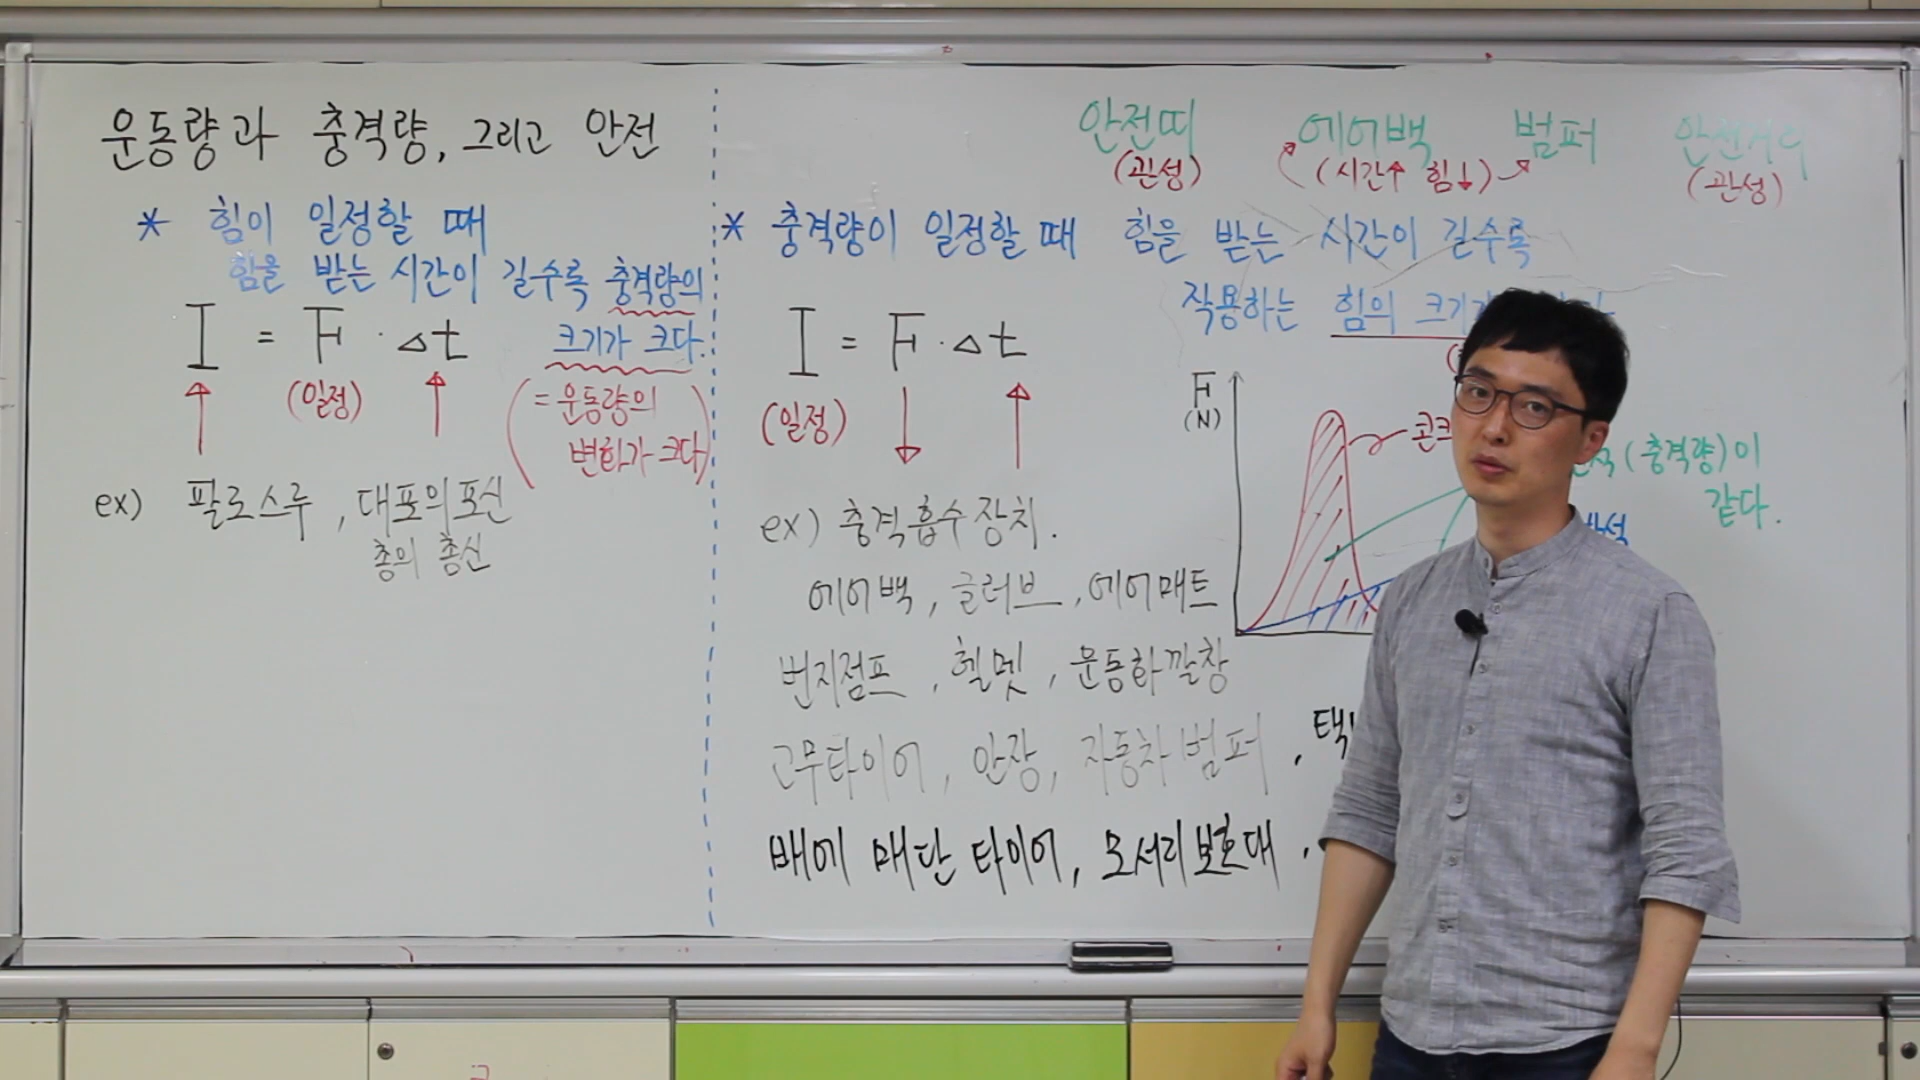 운동량과 충격량, 그리고 안전
* 힘이 일정할 때
힘을 받는 시간이 길수록 충격량의
크기가 크다.
I = F · Δt
(일정)
(= 운동량의
변화가 크다)
ex) 팔로스루, 대포의 포신
총의 총신
안전띠 에어백 범퍼 안전거리
(관성) (시간↑ 힘↓) (관성)
* 충격량이 일정할 때 힘을 받는 시간이 길수록
작용하는 힘의 크기가
I = F · Δt
(일정)
F
(N)
(충격량)이
같다.
ex) 충격흡수장치.
에어백, 글러브, 에어매트
번지점프, 헬멧, 운동화깔창
고무타이어, 안장, 자동차범퍼,
배에 매단 타이어, 모서리보호대,